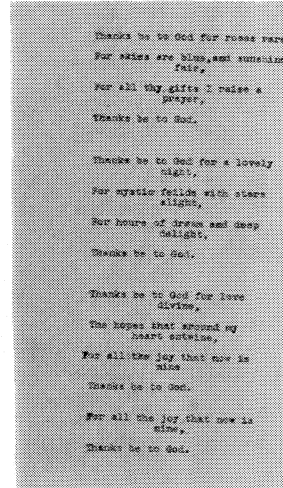 Thanks be to God for roses rare
For skies are blue,and sunshine
fair,
For all thy gifts I raise a
prayer,
Thanks be to God.
Thanks be to God for a lovely
night,
For mystic feilds with stars
alight,
For hours of dream and deep
delight,
Thanks be to God.
Thanks be to God for love
divine,
The hopes that around my
heart entwine,
For all the joy that now is
mine
Thanks be to God.
For all the joy that now is
mine,
Thanks be to God.